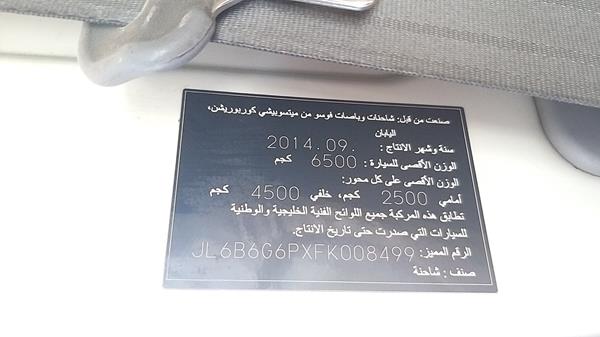 صنعت من قبل: شاحنات وباصات فوسو من ميتسوبيشي كوربوريشن،
اليابان
سنة وشهر الانتاج : 2014.09.
الوزن الأقصى للسيارة : 6500 كجم
الوزن الأقصى على كل محور:
أمامي 2500 كجم، خلفي 4500 كجم
تطابق هذه المركبة جميع اللوائح الفنية الخليجية والوطنية
للسيارات التي صدرت حتى تاريخ الانتاج.
الرقم المميز: JL6B6G6PXFK008499
صنف : شاحنة